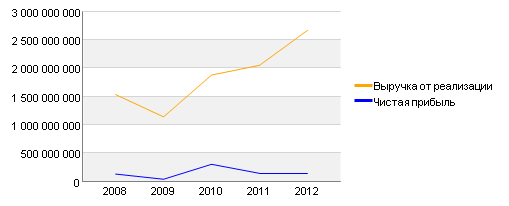 3 000 000 000
2 500 000 000
2 000 000 000
1 500 000 000
1 000 000 000
500 000 000
0
2008 2009 2010 2011 2012
Выручка от реализации
Чистая прибыль